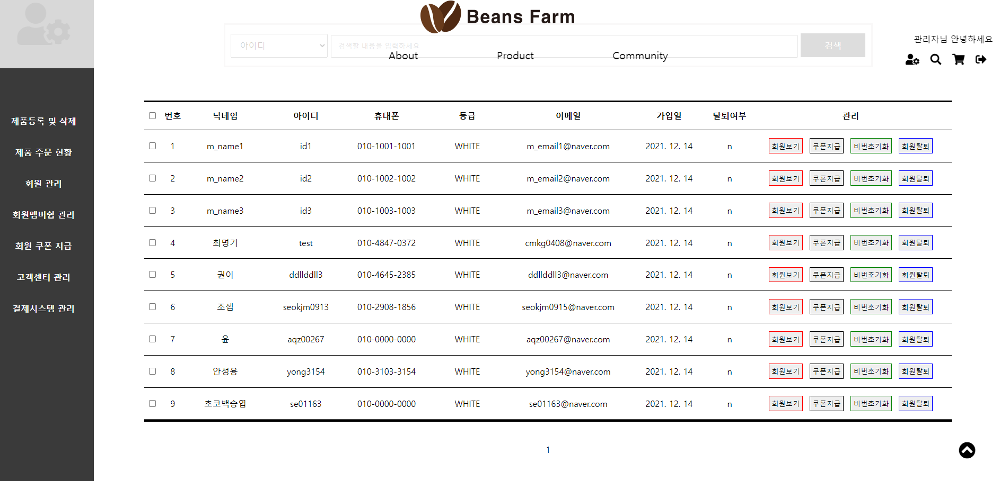 Beans Farm
관리자님 안녕하세요
아이디 검색할 내용을 입력하세요 검색
About Product Community
제품등록 및 삭제
제품 주문 현황
회원 관리
회원멤버쉽 관리
회원 쿠폰 지급
고객센터 관리
결제시스템 관리
번호 닉네임 아이디 휴대폰 등급 이메일 가입일 탈퇴여부 관리
1 m_name1 id1 010-1001-1001 WHITE m_email1@naver.com 2021. 12. 14 n 회원보기 쿠폰지급 비번초기화 회원탈퇴
2 m_name2 id2 010-1002-1002 WHITE m_email2@naver.com 2021. 12. 14 n 회원보기 쿠폰지급 비번초기화 회원탈퇴
3 m_name3 id3 010-1003-1003 WHITE m_email3@naver.com 2021. 12. 14 n 회원보기 쿠폰지급 비번초기화 회원탈퇴
4 최명기 test 010-4847-0372 WHITE cmkg0408@naver.com 2021. 12. 14 n 회원보기 쿠폰지급 비번초기화 회원탈퇴
5 권이 ddllddll3 010-4645-2385 WHITE ddllddll3@naver.com 2021. 12. 14 n 회원보기 쿠폰지급 비번초기화 회원탈퇴
6 조셉 seokjm0913 010-2908-1856 WHITE seokjm0915@naver.com 2021. 12. 14 n 회원보기 쿠폰지급 비번초기화 회원탈퇴
7 윤 aqz00267 010-0000-0000 WHITE aqz00267@naver.com 2021. 12. 14 n 회원보기 쿠폰지급 비번초기화 회원탈퇴
8 안성용 yong3154 010-3103-3154 WHITE yong3154@naver.com 2021. 12. 14 n 회원보기 쿠폰지급 비번초기화 회원탈퇴
9 초코백승엽 se01163 010-0000-0000 WHITE se01163@naver.com 2021. 12. 14 n 회원보기 쿠폰지급 비번초기화 회원탈퇴
1